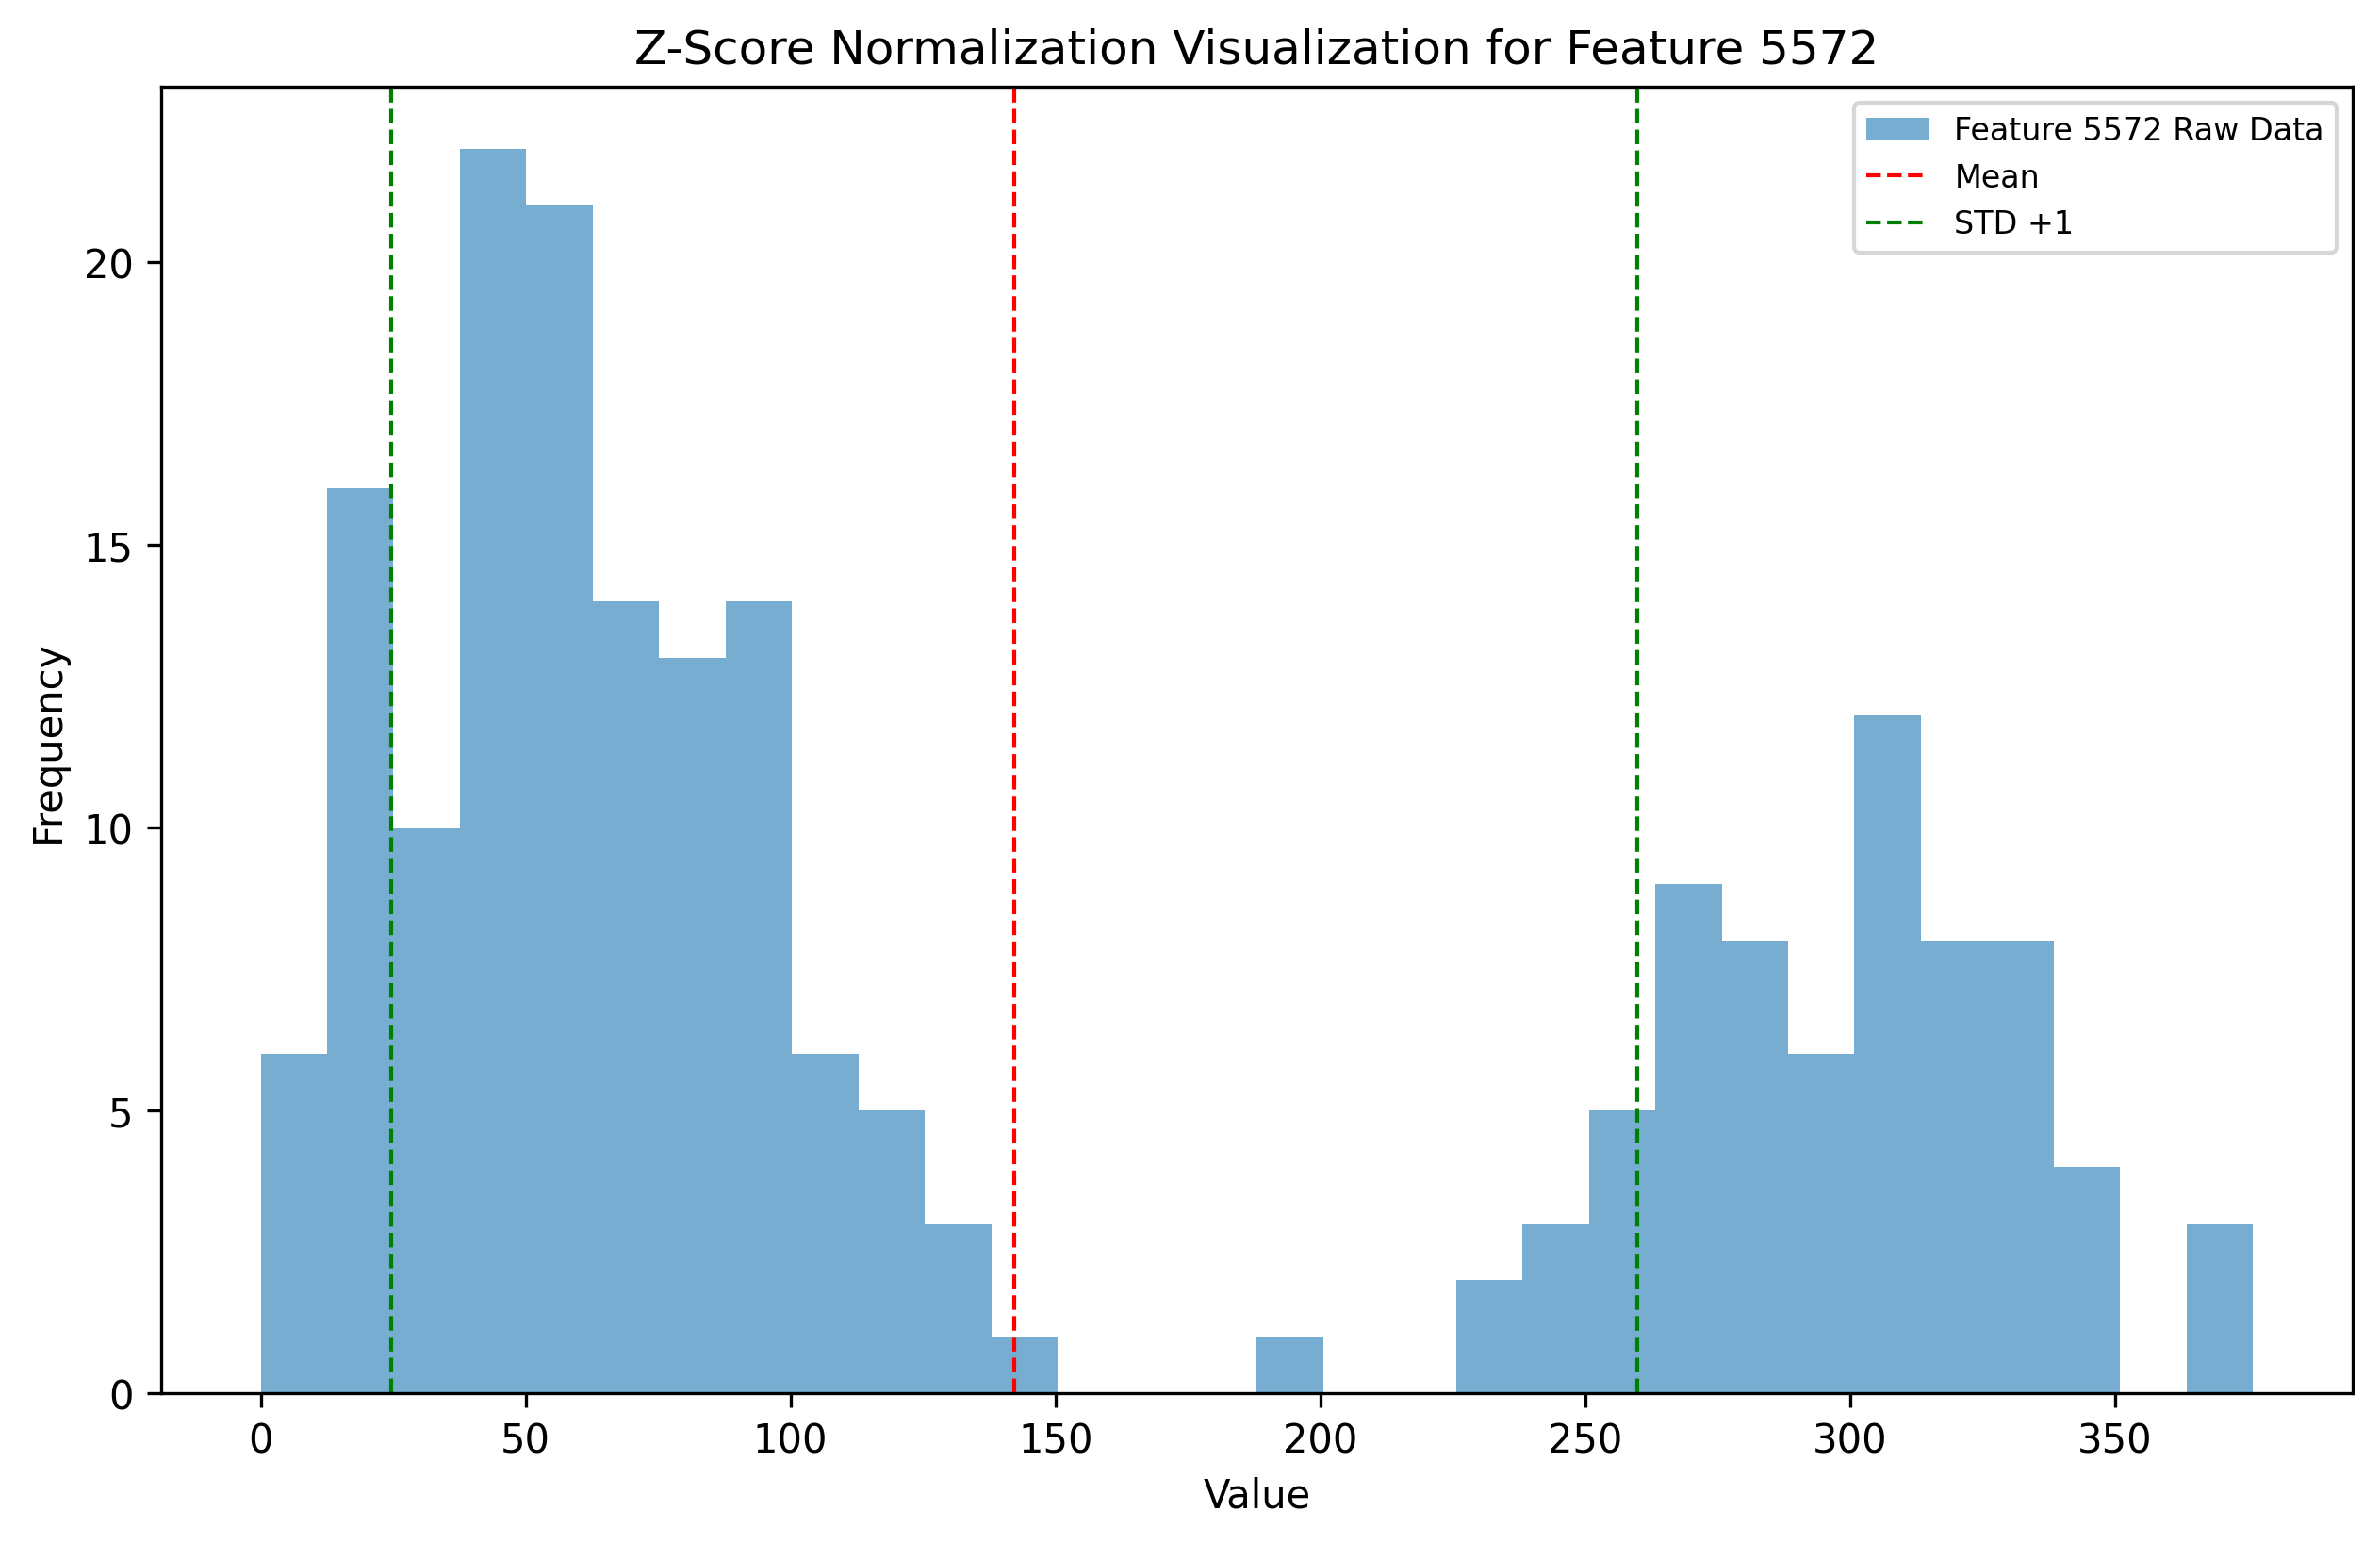 Z-Score Normalization Visualization for Feature 5572
Feature 5572 Raw Data
Mean
STD +1
Frequency
20
15
10
5
0
0 50 100 150 200 250 300 350
Value